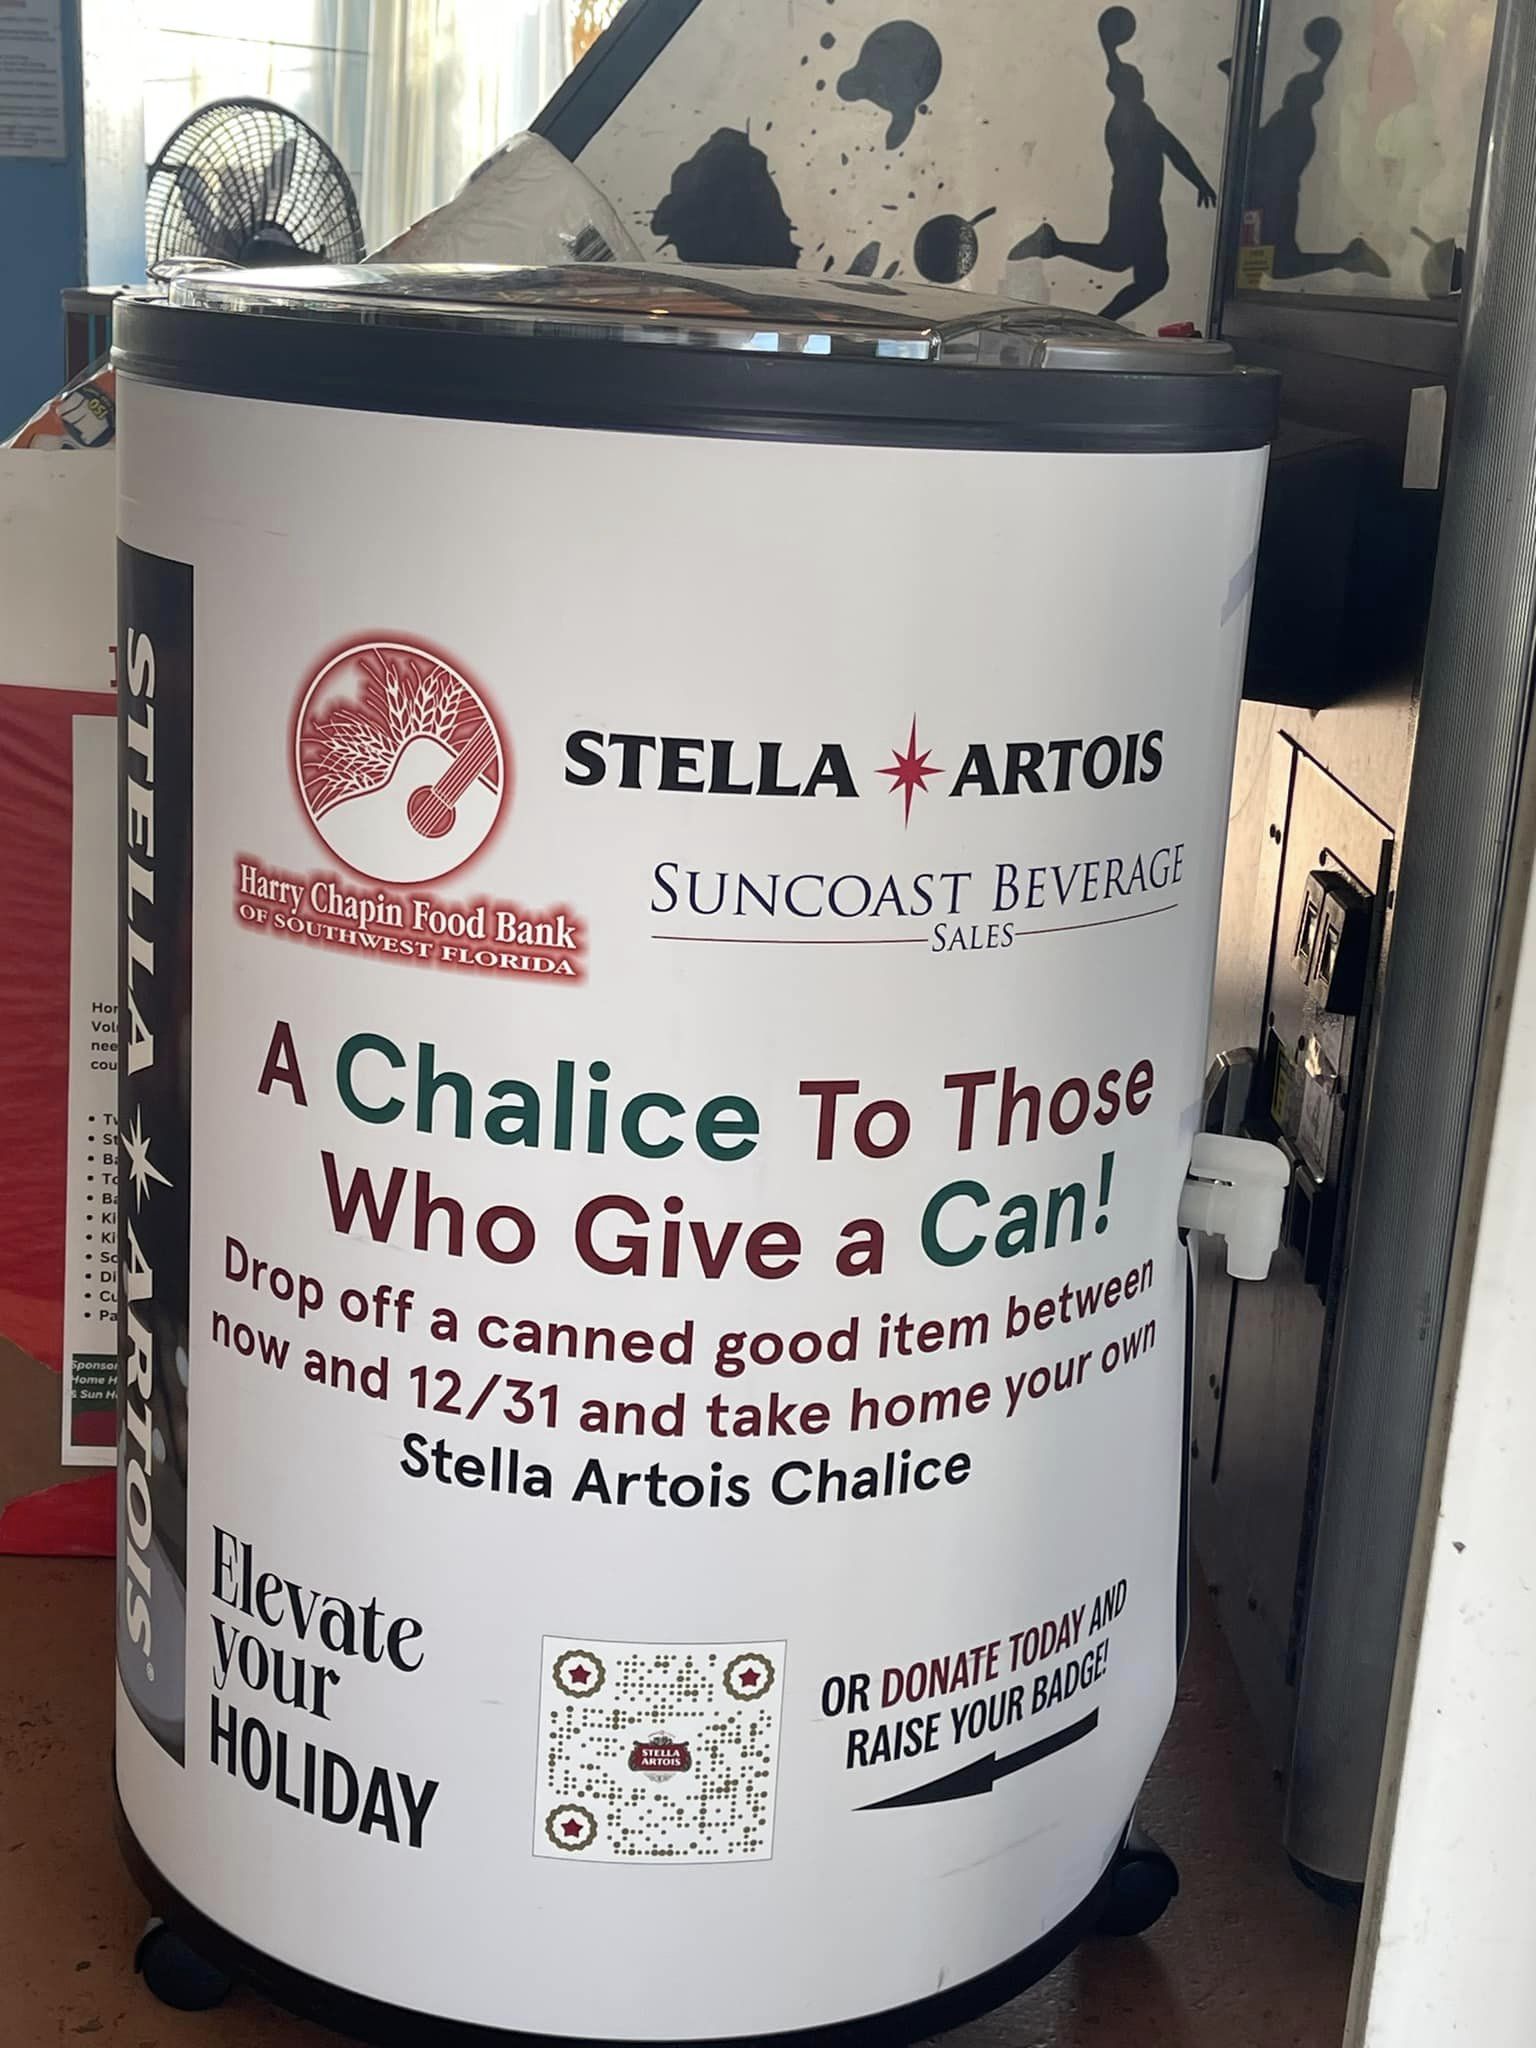 STELLA ARTOIS
Harry Chapin Food Bank
OF SOUTHWEST FLORIDA
STELLA ARTOIS
SUNCOAST BEVERAGE
SALES
A Chalice To Those
Who Give a Can!
Drop off a canned good item between
now and 12/31 and take home your own
Stella Artois Chalice
Elevate
your
HOLIDAY
STELLA
ARTOIS
OR DONATE TODAY AND
RAISE YOUR BADGE!